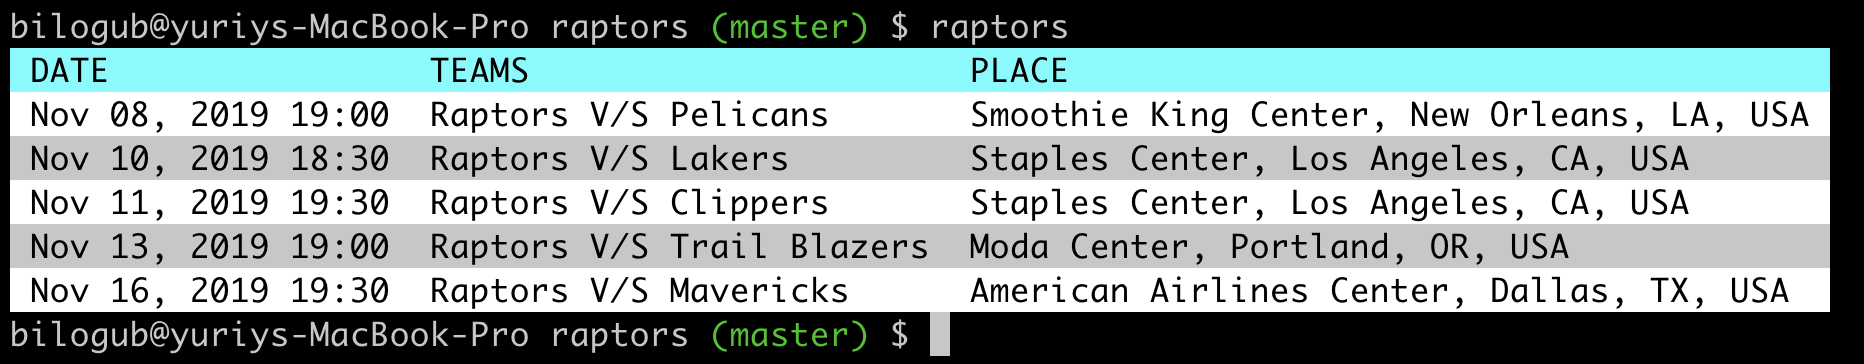 bilogub@yuriys-MacBook-Pro raptors (master) $ raptors
DATE TEAMS PLACE
Nov 08, 2019 19:00 Raptors V/S Pelicans Smoothie King Center, New Orleans, LA, USA
Nov 10, 2019 18:30 Raptors V/S Lakers Staples Center, Los Angeles, CA, USA
Nov 11, 2019 19:30 Raptors V/S Clippers Staples Center, Los Angeles, CA, USA
Nov 13, 2019 19:00 Raptors V/S Trail Blazers Moda Center, Portland, OR, USA
Nov 16, 2019 19:30 Raptors V/S Mavericks American Airlines Center, Dallas, TX, USA
bilogub@yuriys-MacBook-Pro raptors (master) $